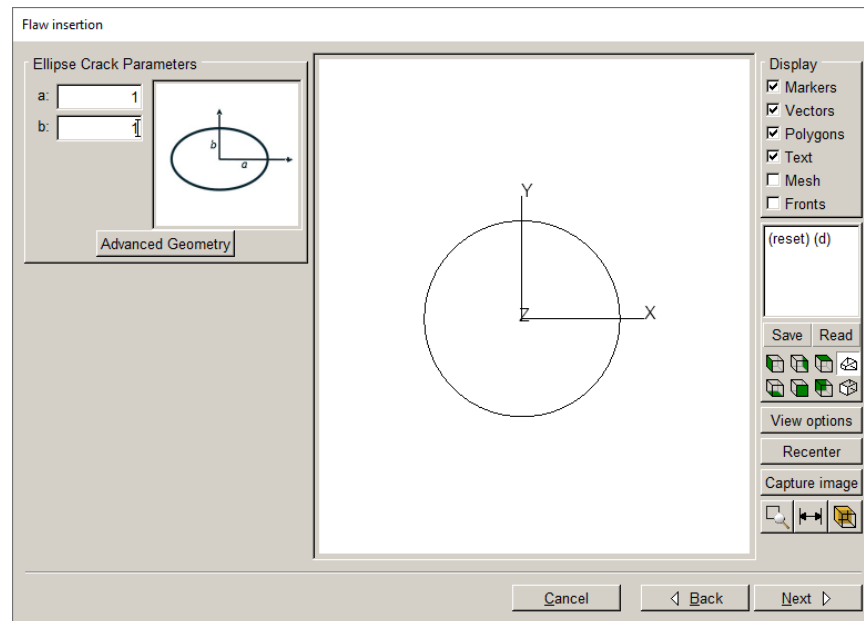 Flaw insertion
Ellipse Crack Parameters
a: 1
b: 1
b
a
Advanced Geometry
Y
Z
X
Display
Markers
Vectors
Polygons
Text
Mesh
Fronts
(reset) (d)
Save Read
View options
Recenter
Capture image
Cancel
Back
Next